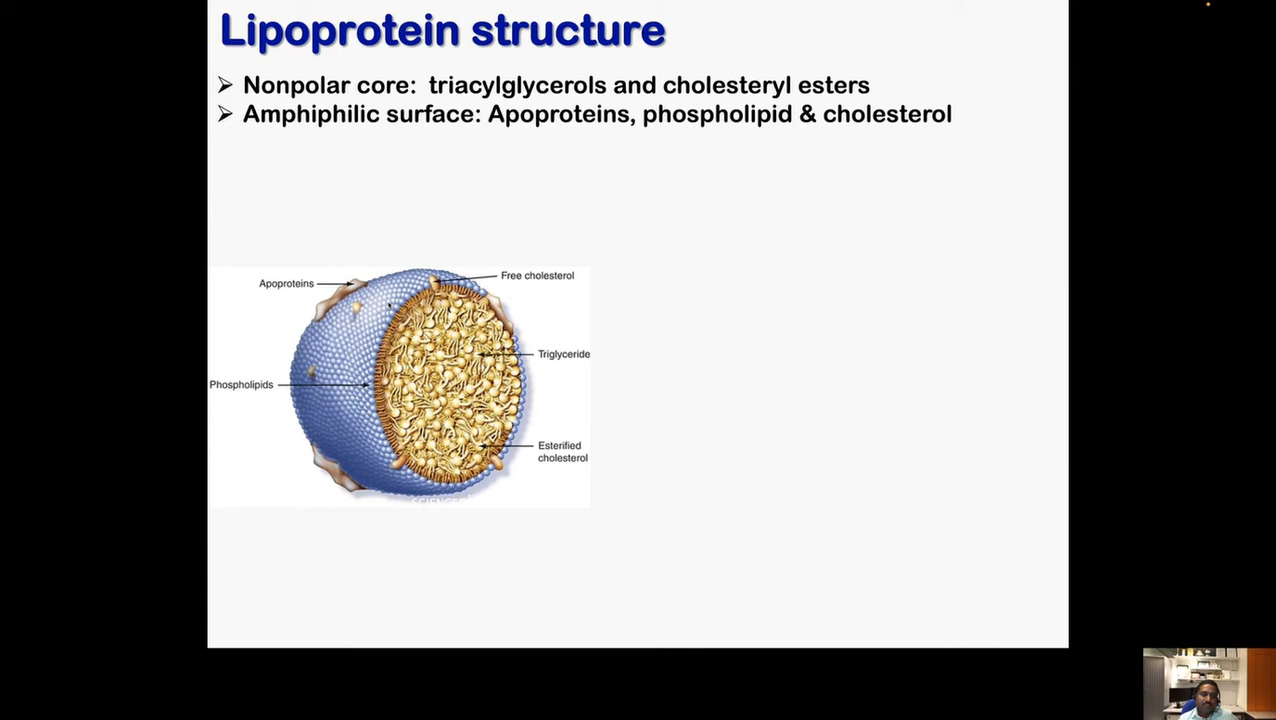 Lipoprotein structure
➢ Nonpolar core: triacylglycerols and cholesteryl esters
➢ Amphiphilic surface: Apoproteins, phospholipid & cholesterol
Apoproteins
Free cholesterol
Triglyceride
Phospholipids
Esterified
cholesterol